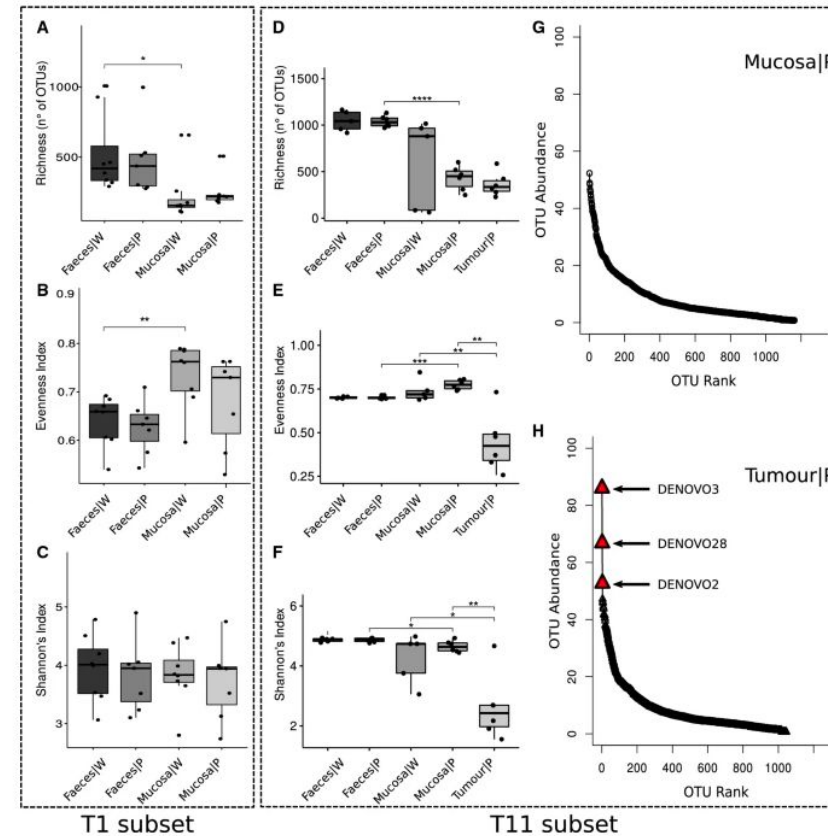 A
Richness (n° of OTUs)
1000
500
*
Faeces|W
Faeces|P
Mucosa|W
Mucosa|P
B
Evenness Index
0.9
0.7
0.6
**
Faeces|W
Faeces|P
Mucosa|W
Mucosa|P
C
Shannon's Index
5
4
3
Faeces|W
Faeces|P
Mucosa|W
Mucosa|P
T1 subset
D
Richness (n° of OTUs)
1500
1000
500
0
****
Faeces|W
Faeces|P
Mucosa|W
Mucosa|P
Tumour|P
E
Evenness Index
1.00
0.75
0.50
0.25
**
**
***
Faeces|W
Faeces|P
Mucosa|W
Mucosa|P
Tumour|P
F
Shannon's Index
6
4
2
**
*
*
Faeces|W
Faeces|P
Mucosa|W
Mucosa|P
Tumour|P
G
Mucosa|P
OTU Abundance
100
80
60
40
20
0
0 200 400 600 800 1000
OTU Rank
H
Tumour|P
OTU Abundance
100
80
60
40
20
0
DENOVO3
DENOVO28
DENOVO2
0 200 400 600 800 1000
OTU Rank
T11 subset